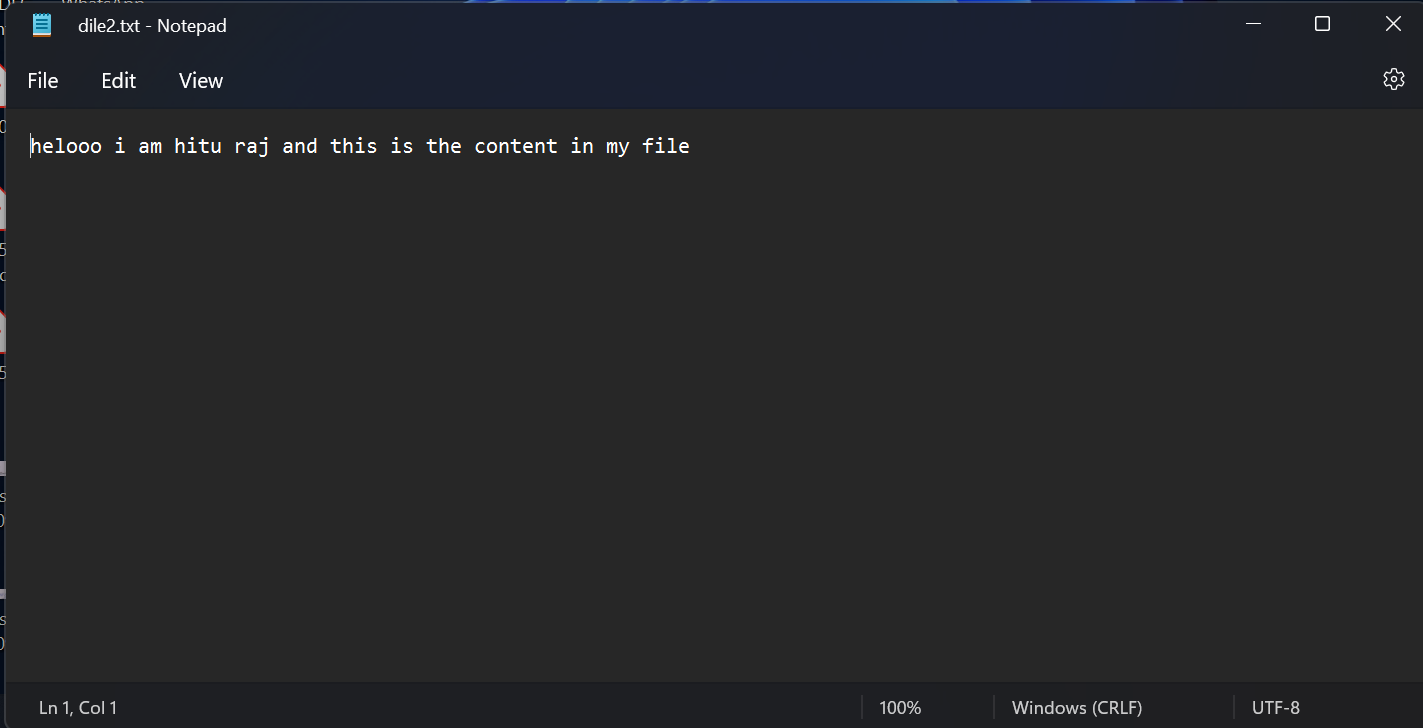 dile2.txt - Notepad
File Edit View
helooo i am hitu raj and this is the content in my file
Ln 1, Col 1 100% Windows (CRLF) UTF-8